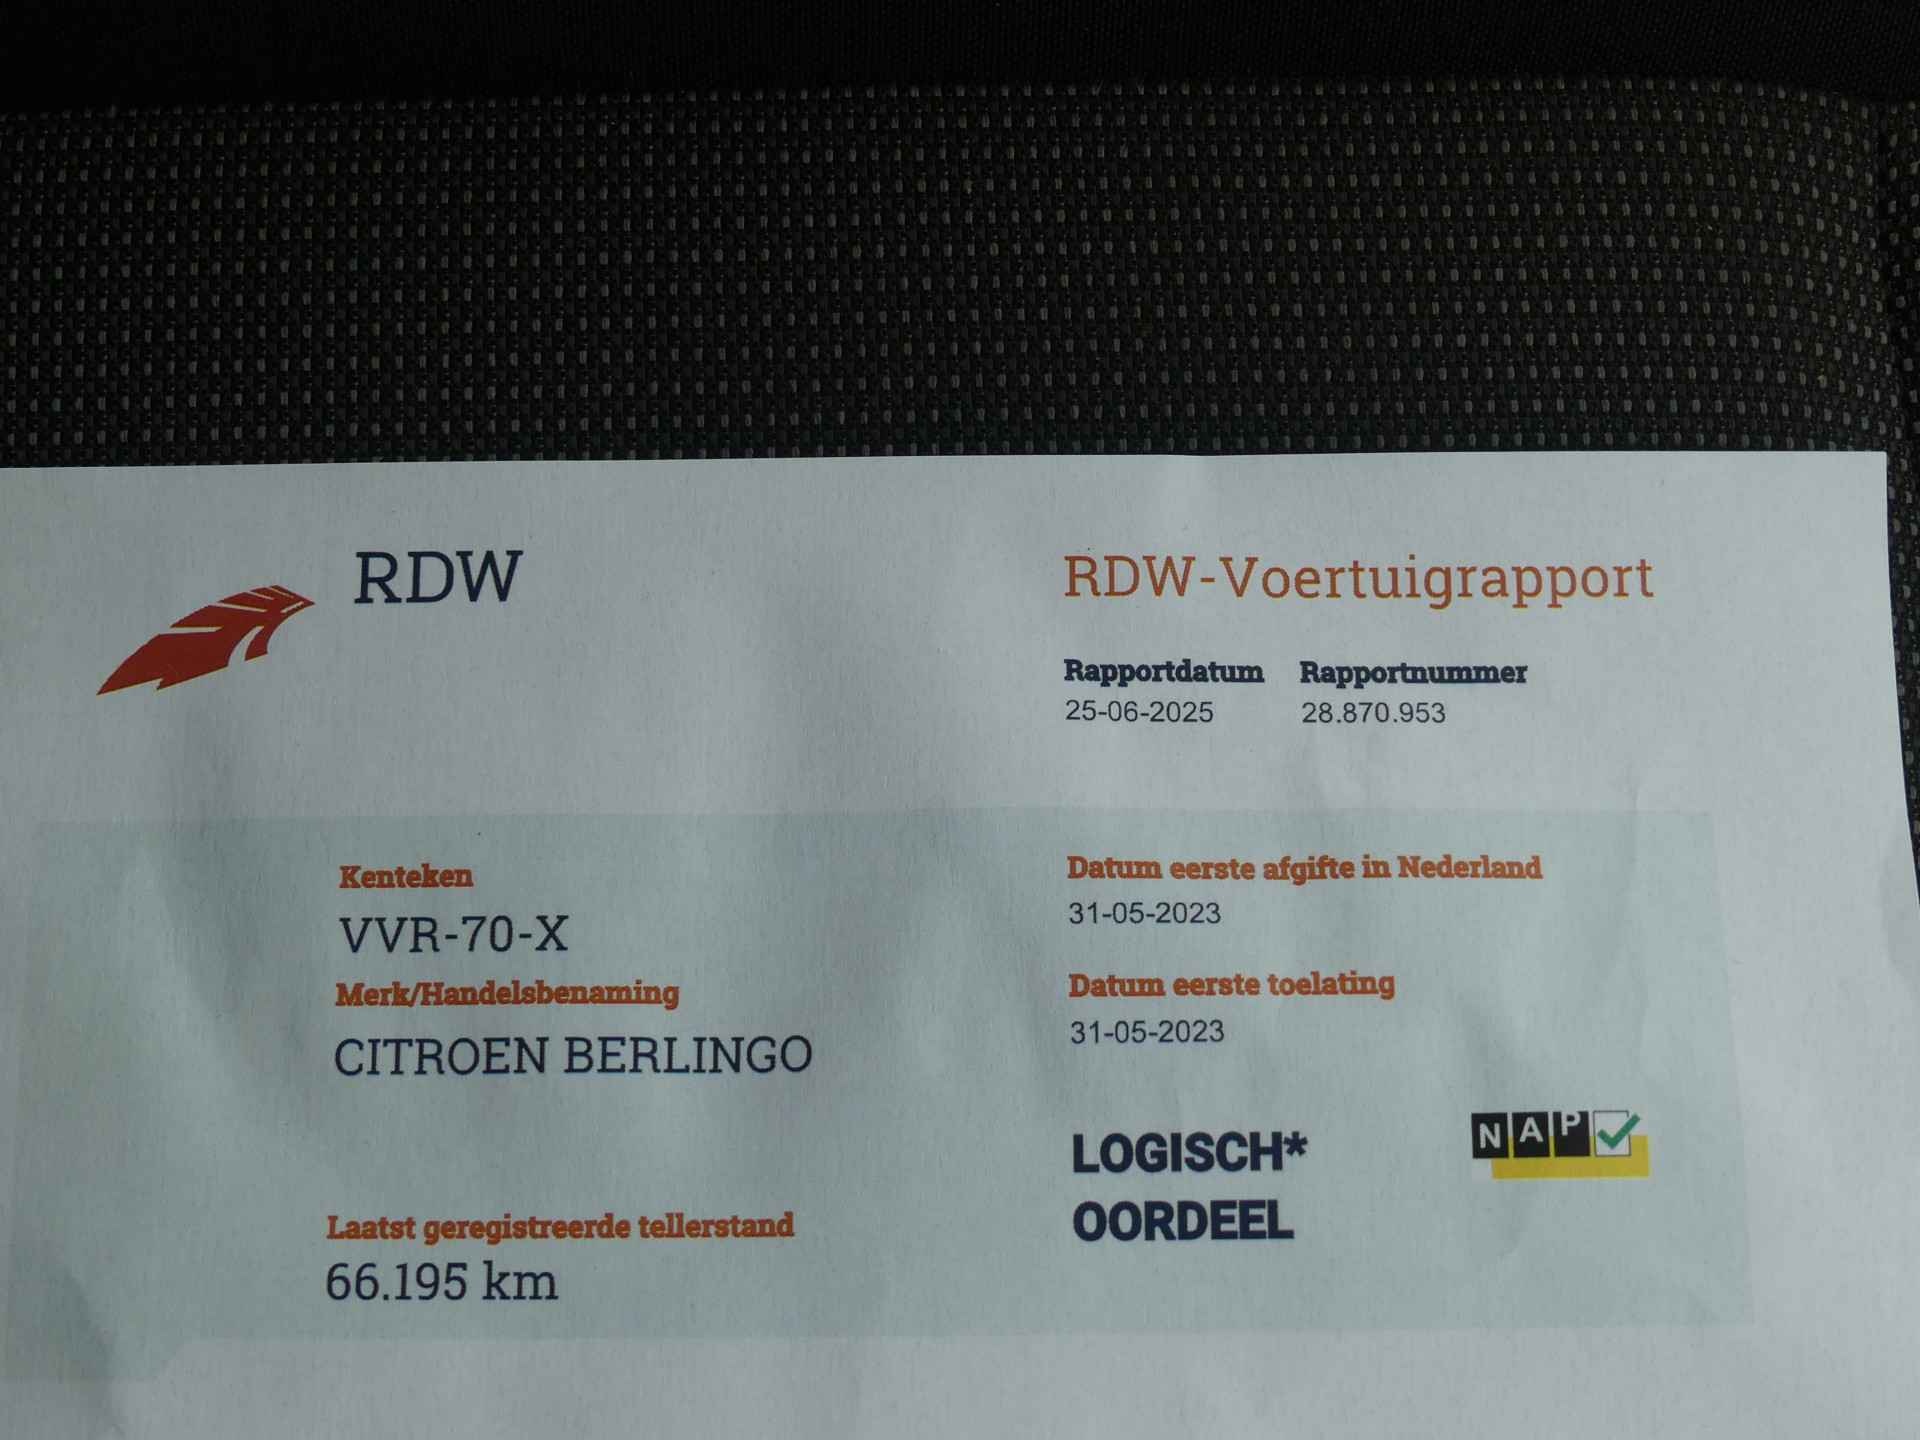 RDW
RDW-Voertuigrapport
Rapportdatum Rapportnummer
25-06-2025 28.870.953
Kenteken
VVR-70-X
Merk/Handelsbenaming
CITROEN BERLINGO
Laatst geregistreerde tellerstand
66.195 km
Datum eerste afgifte in Nederland
31-05-2023
Datum eerste toelating
31-05-2023
LOGISCH*
OORDEEL
NAP